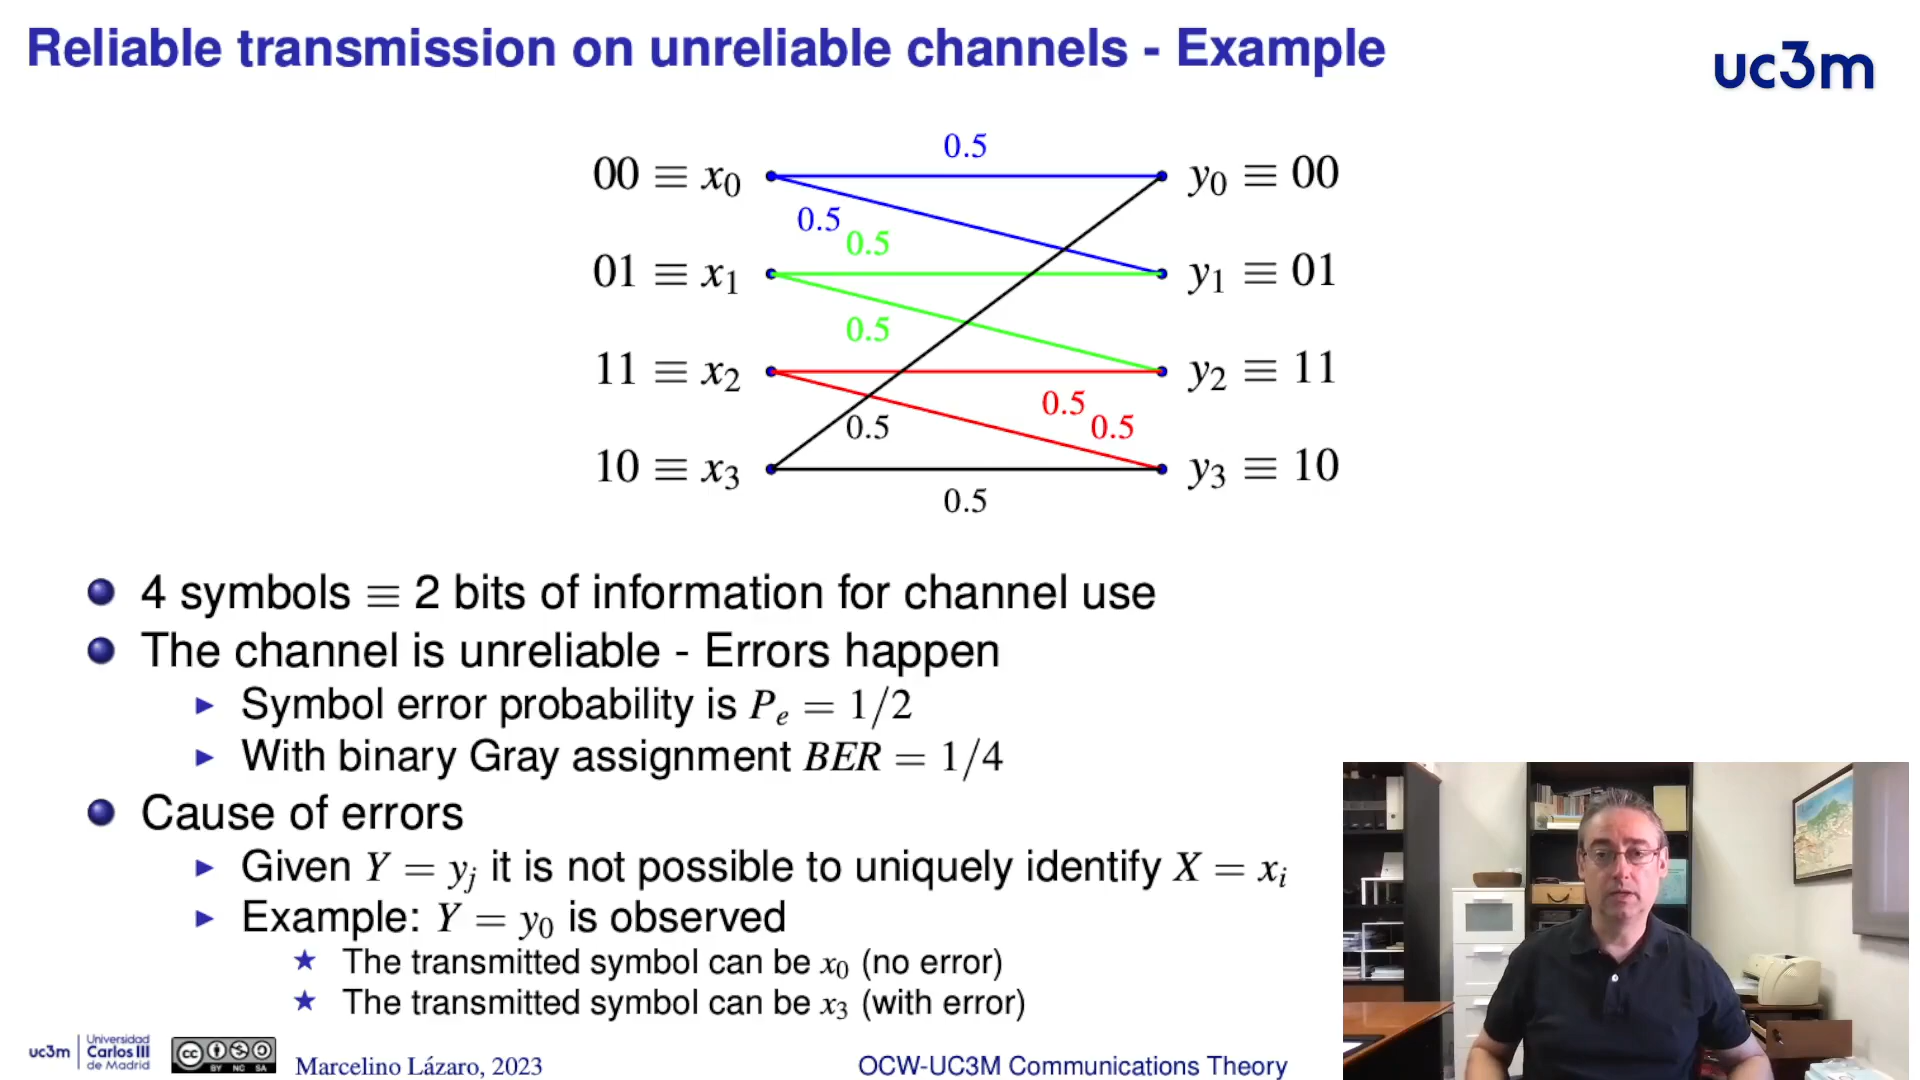 Reliable transmission on unreliable channels - Example
uc3m
0.5
00 ≡ x0
y0 ≡ 00
0.5
0.5
01 ≡ x1
y1 ≡ 01
0.5
11 ≡ x2
y2 ≡ 11
0.5
0.5
0.5
10 ≡ x3
y3 ≡ 10
0.5
4 symbols ≡ 2 bits of information for channel use
The channel is unreliable - Errors happen
Symbol error probability is Pe = 1/2
With binary Gray assignment BER = 1/4
Cause of errors
Given Y = yj it is not possible to uniquely identify X = xi
Example: Y = y0 is observed
The transmitted symbol can be x0 (no error)
The transmitted symbol can be x3 (with error)
uc3m
Universidad
Carlos III
de Madrid
cc
BY NC SA
Marcelino Lázaro, 2023
OCW-UC3M Communications Theory